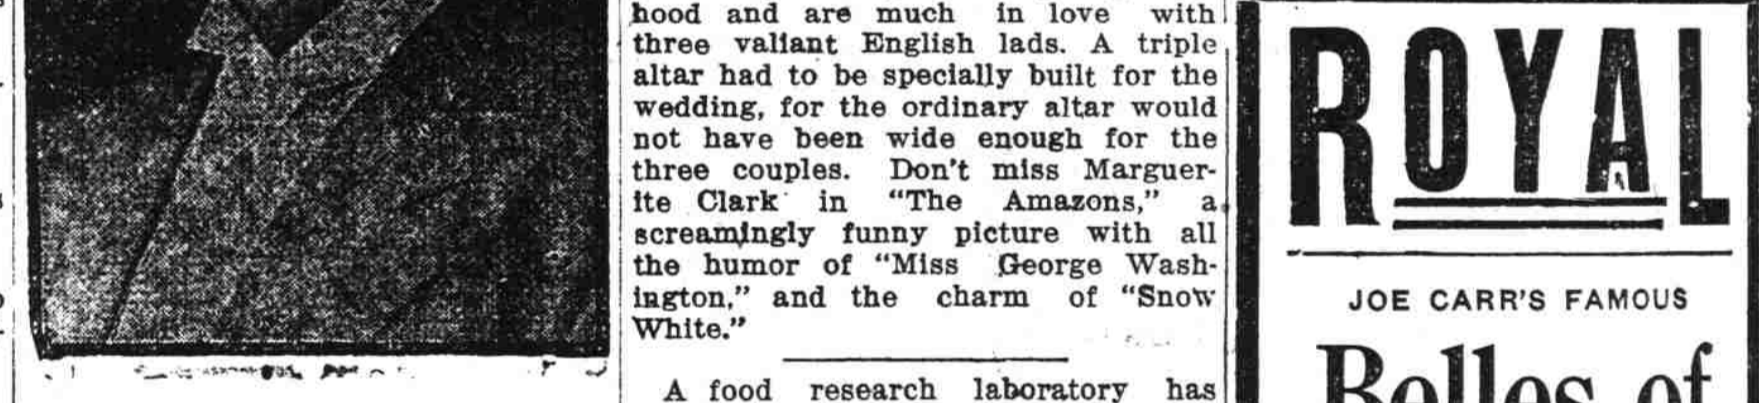 hood and are much in love with
three valiant English lads. A triple
altar had to be specially built for the
wedding, for the ordinary altar would
not have been wide enough for the
three couples. Don't miss Marguer-
ite Clark in "The Amazons," a
screamingly funny picture with all
the humor of "Miss George Wash-
ington," and the charm of "Snow
White."
A food research laboratory has
ROYAL
JOE CARR'S FAMOUS
Belles of